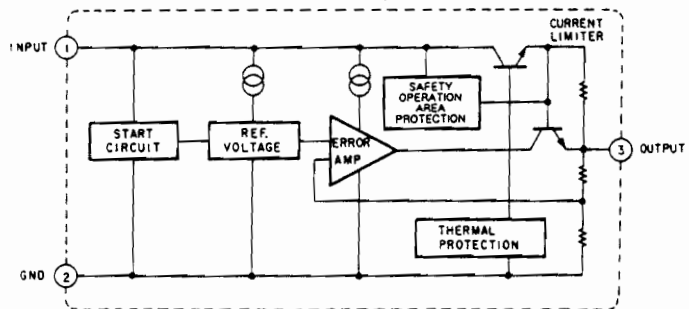 CURRENT
LIMITER
INPUT 1
SAFETY
OPERATION
AREA
PROTECTION
START
CIRCUIT
REF.
VOLTAGE
ERROR
AMP
3 OUTPUT
THERMAL
PROTECTION
GND 2